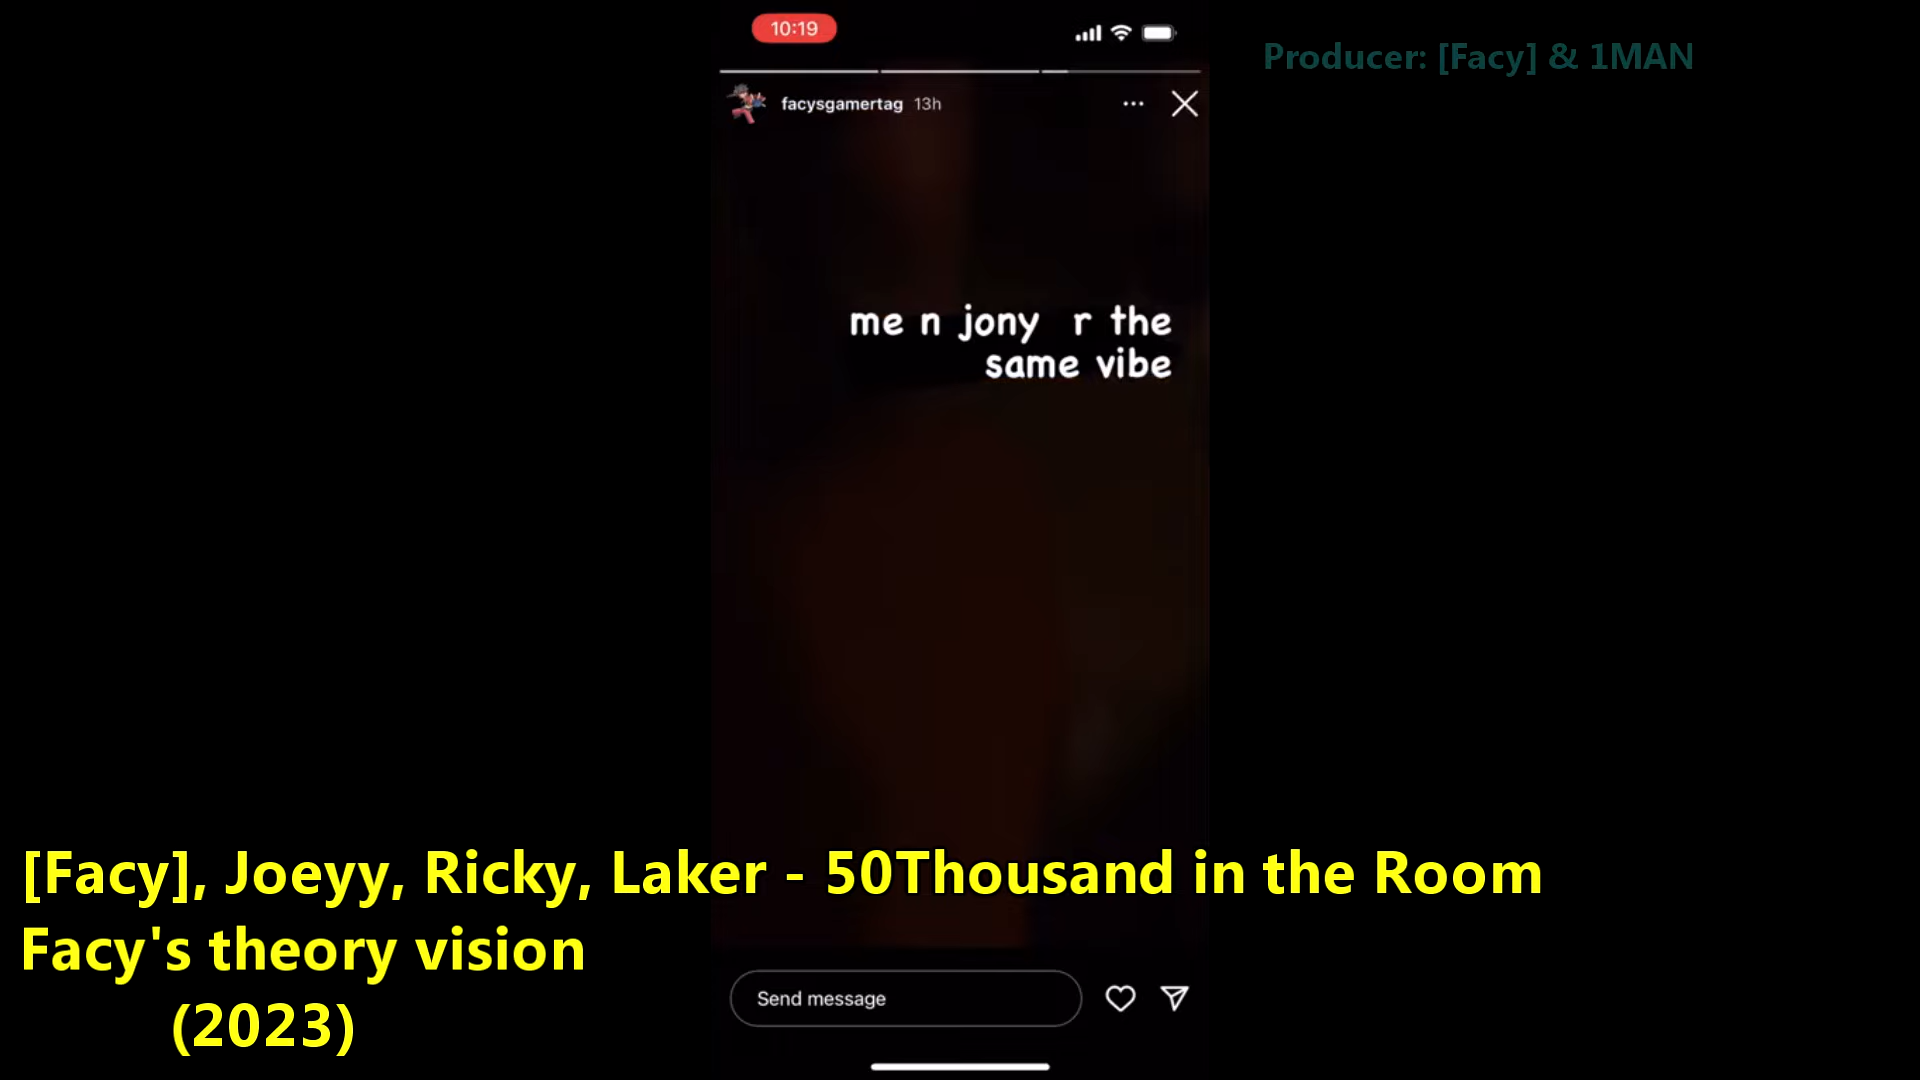 10:19
Producer: [Facy] & 1MAN
facysgamertag 13h
me n jony r the
same vibe
[Facy], Joeyy, Ricky, Laker - 50Thousand in the Room
Facy's theory vision
(2023)
Send message